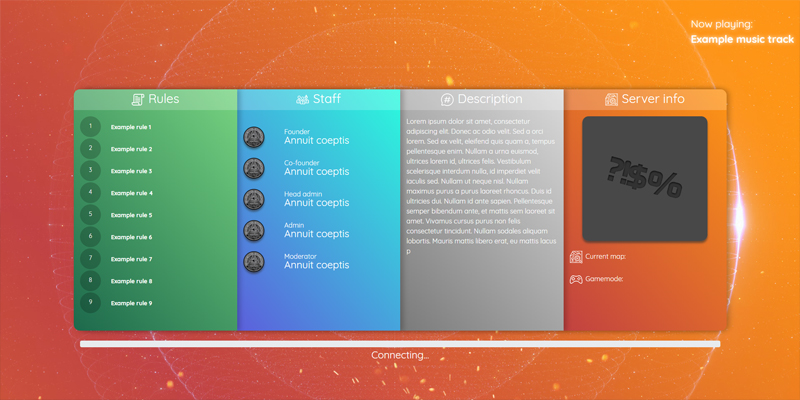 Now playing:
Example music track
Rules
1 Example rule 1
2 Example rule 2
3 Example rule 3
4 Example rule 4
5 Example rule 5
6 Example rule 6
7 Example rule 7
8 Example rule 8
9 Example rule 9
Staff
Founder
Annuit coeptis
Co-founder
Annuit coeptis
Head admin
Annuit coeptis
Admin
Annuit coeptis
Moderator
Annuit coeptis
# Description
Lorem ipsum dolor sit amet, consectetur
adipiscing elit. Donec ac odio velit. Sed a orci
lorem. Sed ex velit, eleifend quis quam a, tempus
pellentesque enim. Nullam a urna euismod,
ultrices lorem id, ultrices felis. Vestibulum
scelerisque interdum nulla, id imperdiet velit
iaculis sed. Nullam ut neque nisl. Nullam
maximus purus a purus laoreet rhoncus. Duis id
ultricies dui. Nullam id ante sapien. Pellentesque
semper bibendum ante, et mattis sem laoreet sit
amet. Vivamus cursus purus non felis
consectetur tincidunt. Nullam sodales aliquam
lobortis. Mauris mattis libero erat, eu mattis lacus
p
Server info
?!$%
Current map:
Gamemode:
Connecting...